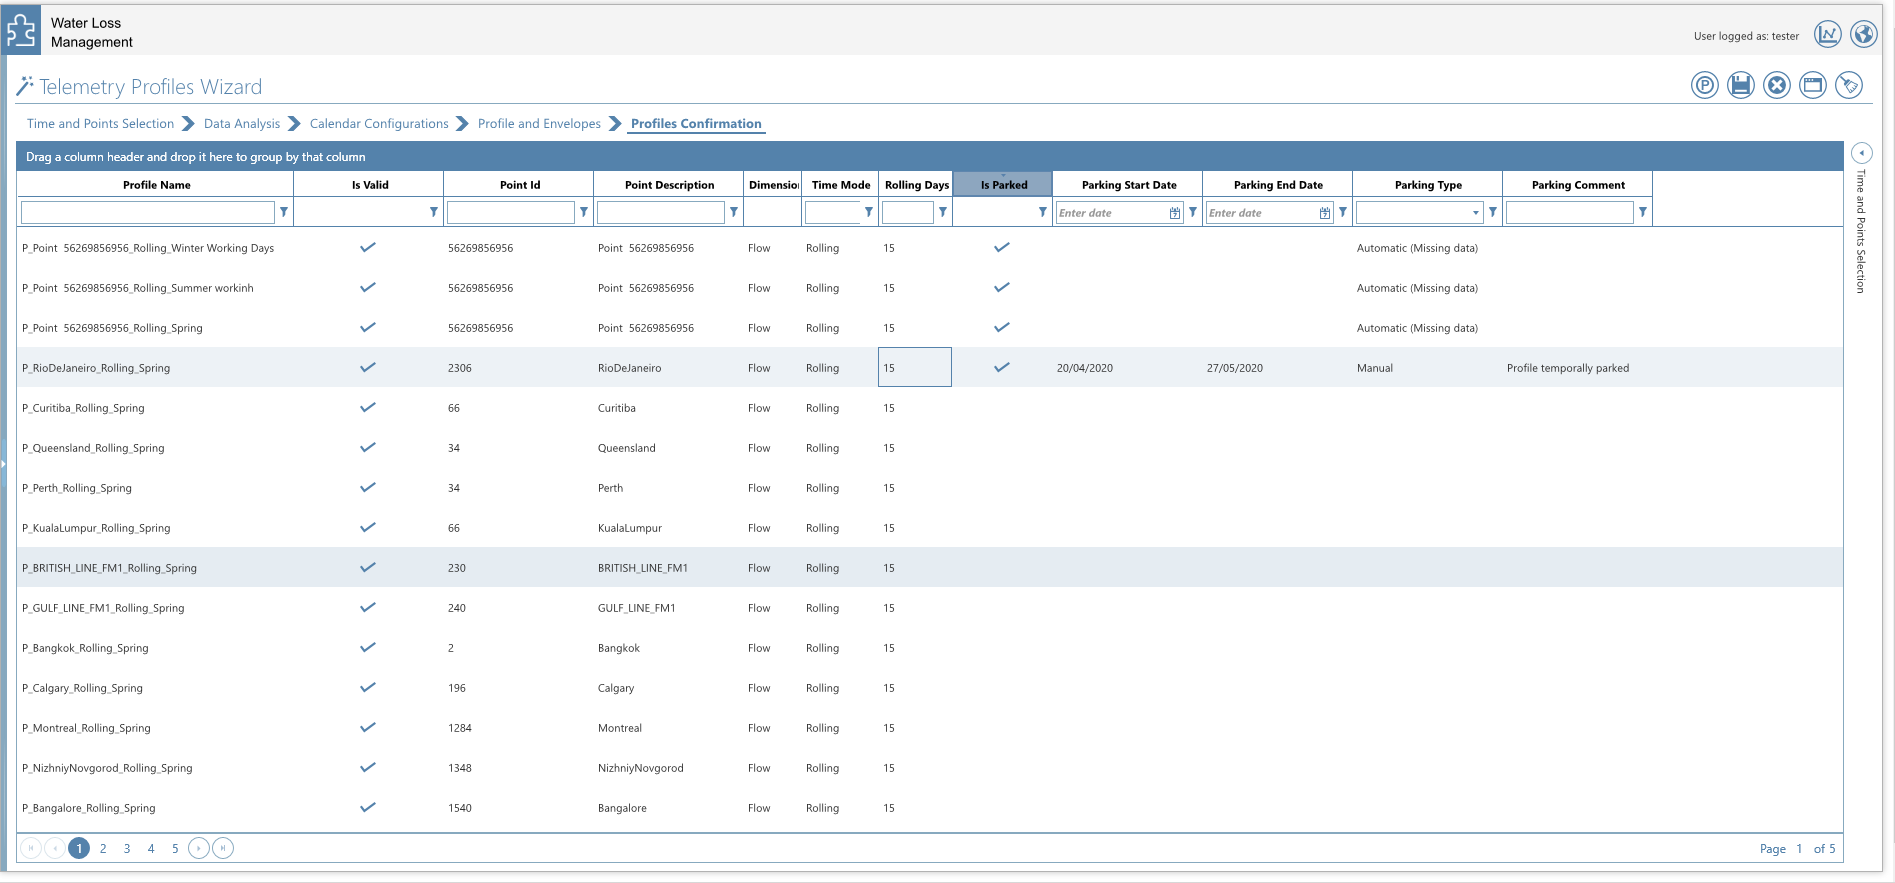 Water Loss
Management
User logged as: tester
Telemetry Profiles Wizard
Time and Points Selection Data Analysis Calendar Configurations Profile and Envelopes Profiles Confirmation
Drag a column header and drop it here to group by that column
Profile Name Is Valid Point Id Point Description Dimension Time Mode Rolling Days Is Parked Parking Start Date Parking End Date Parking Type Parking Comment
Enter date Enter date
P_Point 56269856956_Rolling_Winter Working Days 56269856956 Point 56269856956 Flow Rolling 15 Automatic (Missing data)
P_Point 56269856956_Rolling_Summer workinh 56269856956 Point 56269856956 Flow Rolling 15 Automatic (Missing data)
P_Point 56269856956_Rolling_Spring 56269856956 Point 56269856956 Flow Rolling 15 Automatic (Missing data)
P_RioDeJaneiro_Rolling_Spring 2306 RioDeJaneiro Flow Rolling 15 20/04/2020 27/05/2020 Manual Profile temporally parked
P_Curitiba_Rolling_Spring 66 Curitiba Flow Rolling 15
P_Queensland_Rolling_Spring 34 Queensland Flow Rolling 15
P_Perth_Rolling_Spring 34 Perth Flow Rolling 15
P_KualaLumpur_Rolling_Spring 66 KualaLumpur Flow Rolling 15
P_BRITISH_LINE_FM1_Rolling_Spring 230 BRITISH_LINE_FM1 Flow Rolling 15
P_GULF_LINE_FM1_Rolling_Spring 240 GULF_LINE_FM1 Flow Rolling 15
P_Bangkok_Rolling_Spring 2 Bangkok Flow Rolling 15
P_Calgary_Rolling_Spring 196 Calgary Flow Rolling 15
P_Montreal_Rolling_Spring 1284 Montreal Flow Rolling 15
P_NizhniyNovgorod_Rolling_Spring 1348 NizhniyNovgorod Flow Rolling 15
P_Bangalore_Rolling_Spring 1540 Bangalore Flow Rolling 15
1 2 3 4 5
Page 1 of 5
Time and Points Selection